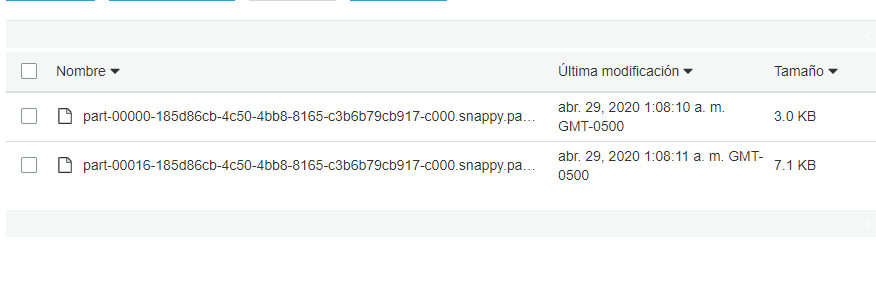 Nombre Última modificación Tamaño
part-00000-185d86cb-4c50-4bb8-8165-c3b6b79cb917-c000.snappy.pa… abr. 29, 2020 1:08:10 a. m. 3.0 KB
GMT-0500
part-00016-185d86cb-4c50-4bb8-8165-c3b6b79cb917-c000.snappy.pa… abr. 29, 2020 1:08:11 a. m. GMT- 7.1 KB
0500